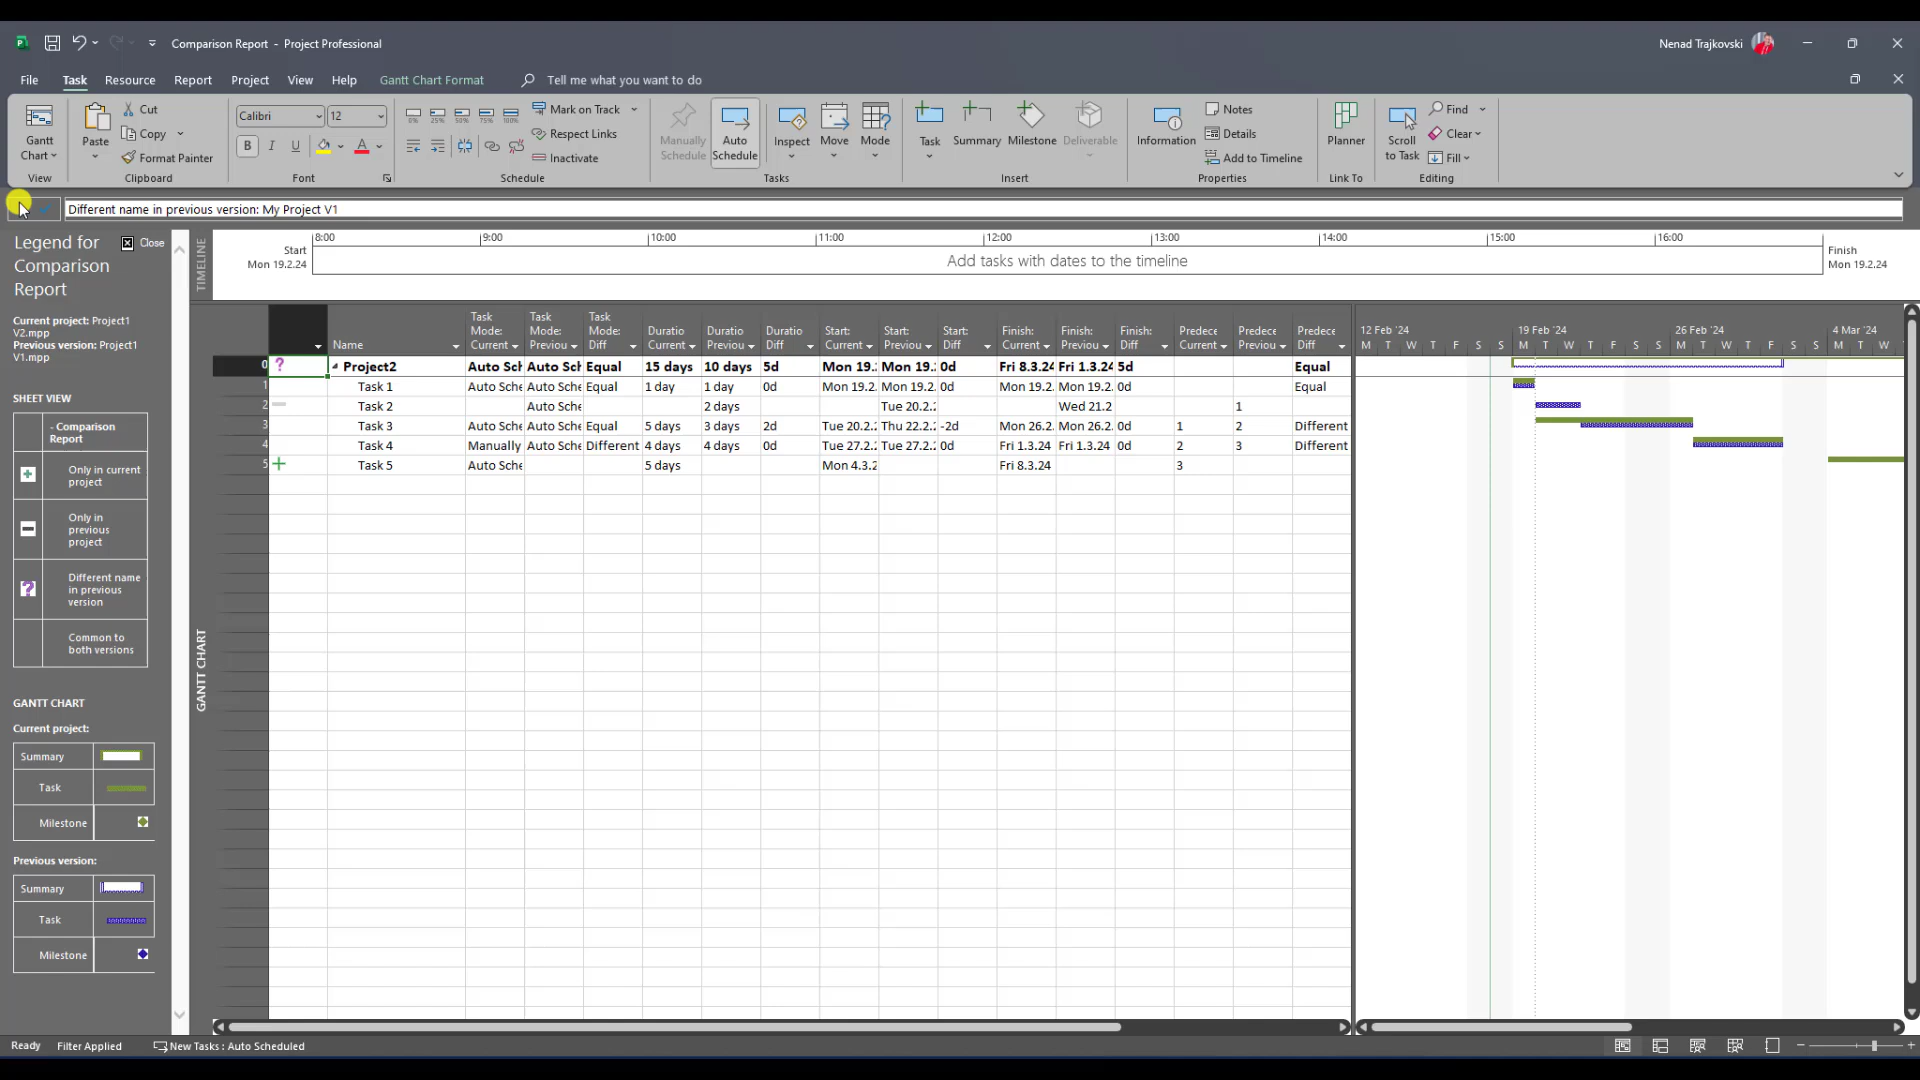 Comparison Report - Project Professional
Nenad Trajkovski
File Task Resource Report Project View Help Gantt Chart Format Tell me what you want to do
Gantt Chart
View
Paste
Cut
Copy
Format Painter
Clipboard
Calibri 12
B I U A
Font
0% 25% 50% 75% 100%
Mark on Track
Respect Links
Inactivate
Schedule
Manually Schedule
Auto Schedule
Inspect
Move
Mode
Tasks
Task
Summary
Milestone
Deliverable
Insert
Information
Notes
Details
Add to Timeline
Properties
Planner
Link To
Scroll to Task
Find
Clear
Fill
Editing
Different name in previous version: My Project V1
Legend for Comparison Report
Close
Current project: Project1 V2.mpp
Previous version: Project1 V1.mpp
SHEET VIEW
- Comparison Report
Only in current project
Only in previous project
Different name in previous version
Common to both versions
GANTT CHART
Current project:
Summary
Task
Milestone
Previous version:
Summary
Task
Milestone
TIMELINE
8:00 9:00 10:00 11:00 12:00 13:00 14:00 15:00 16:00
Start
Mon 19.2.24
Add tasks with dates to the timeline
Finish
Mon 19.2.24
GANTT CHART
Name
Task Mode: Current
Task Mode: Previou
Task Mode: Diff
Duratio Current
Duratio Previou
Duratio Diff
Start: Current
Start: Previou
Start: Diff
Finish: Current
Finish: Previou
Finish: Diff
Predece Current
Predece Previou
Predece Diff
12 Feb '24 19 Feb '24 26 Feb '24 4 Mar '24
M T W T F S S M T W T F S S M T W T F S S M T W
0 ? Project2 Auto Sch Auto Sch Equal 15 days 10 days 5d Mon 19.2 Mon 19. 0d Fri 8.3.24 Fri 1.3.24 5d Equal
1 Task 1 Auto Sche Auto Sche Equal 1 day 1 day 0d Mon 19.2. Mon 19.2. 0d Mon 19.2. Mon 19.2. 0d Equal
2 Task 2 Auto Sche 2 days Tue 20.2.2 Wed 21.2 1
3 Task 3 Auto Sche Auto Sche Equal 5 days 3 days 2d Tue 20.2.2 Thu 22.2.2 -2d Mon 26.2. Mon 26.2. 0d 1 2 Different
4 Task 4 Manually Auto Sche Different 4 days 4 days 0d Tue 27.2.2 Tue 27.2.2 0d Fri 1.3.24 Fri 1.3.24 0d 2 3 Different
5 Task 5 Auto Sche 5 days Mon 4.3.2 Fri 8.3.24 3
Ready Filter Applied New Tasks : Auto Scheduled